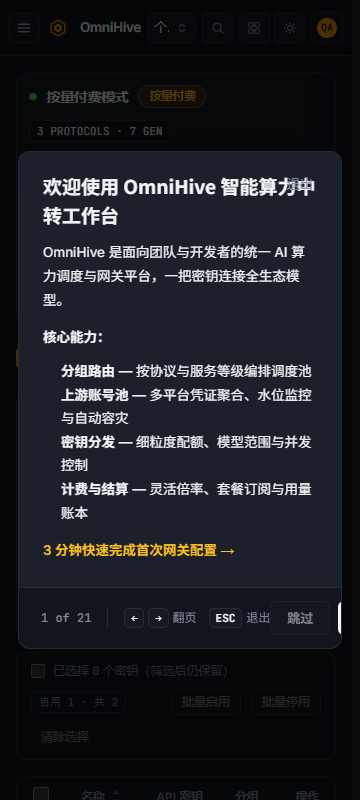 OmniHive 个.
QA
按量付费模式 按量付费
3 PROTOCOLS · 7 GEN
欢迎使用 OmniHive 智能算力中
转工作台
OmniHive 是面向团队与开发者的统一 AI 算
力调度与网关平台，一把密钥连接全生态模
型。
核心能力：
分组路由 — 按协议与服务等级编排调度池
上游账号池 — 多平台凭证聚合、水位监控
与自动容灾
密钥分发 — 细粒度配额、模型范围与并发
控制
计费与结算 — 灵活倍率、套餐订阅与用量
账本
3 分钟快速完成首次网关配置 →
1 of 21 ← → 翻页 ESC 退出 跳过
已选择 0 个密钥 (筛选后仍保留)
启用 1 · 共 2 批量启用 批量停用
清除选择
名称 API 密钥 分组 操作